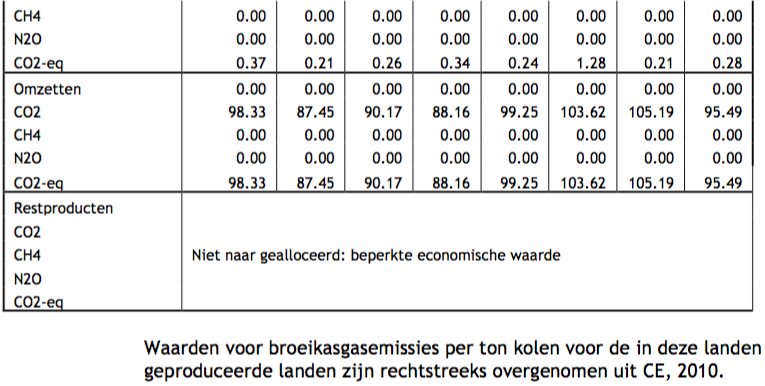 CH4 0.00 0.00 0.00 0.00 0.00 0.00 0.00 0.00
N2O 0.00 0.00 0.00 0.00 0.00 0.00 0.00 0.00
CO2-eq 0.37 0.21 0.26 0.34 0.24 1.28 0.21 0.28
Omzetten 0.00 0.00 0.00 0.00 0.00 0.00 0.00 0.00
CO2 98.33 87.45 90.17 88.16 99.25 103.62 105.19 95.49
CH4 0.00 0.00 0.00 0.00 0.00 0.00 0.00 0.00
N2O 0.00 0.00 0.00 0.00 0.00 0.00 0.00 0.00
CO2-eq 98.33 87.45 90.17 88.16 99.25 103.62 105.19 95.49
Restproducten
CO2
CH4 Niet naar gealloceerd: beperkte economische waarde
N2O
CO2-eq
Waarden voor broeikasgasemissies per ton kolen voor de in deze landen
geproduceerde landen zijn rechtstreeks overgenomen uit CE, 2010.